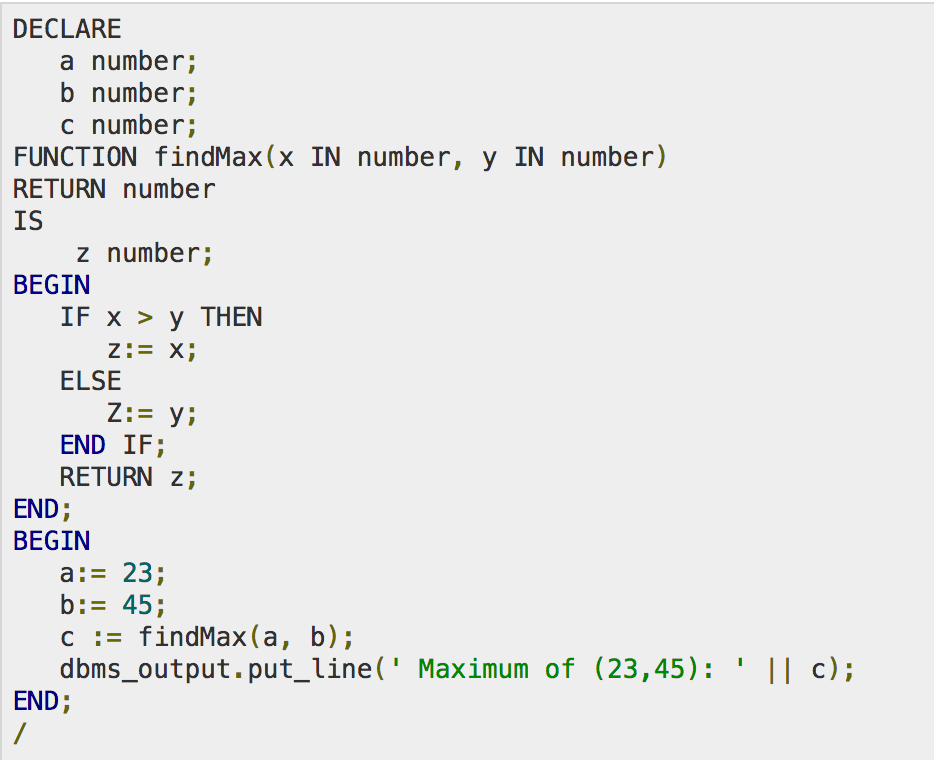 DECLARE
   a number;
   b number;
   c number;
FUNCTION findMax(x IN number, y IN number)
RETURN number
IS
    z number;
BEGIN
   IF x > y THEN
      z:= x;
   ELSE
      Z:= y;
   END IF;
   RETURN z;
END;
BEGIN
   a:= 23;
   b:= 45;
   c := findMax(a, b);
   dbms_output.put_line(' Maximum of (23,45): ' || c);
END;
/